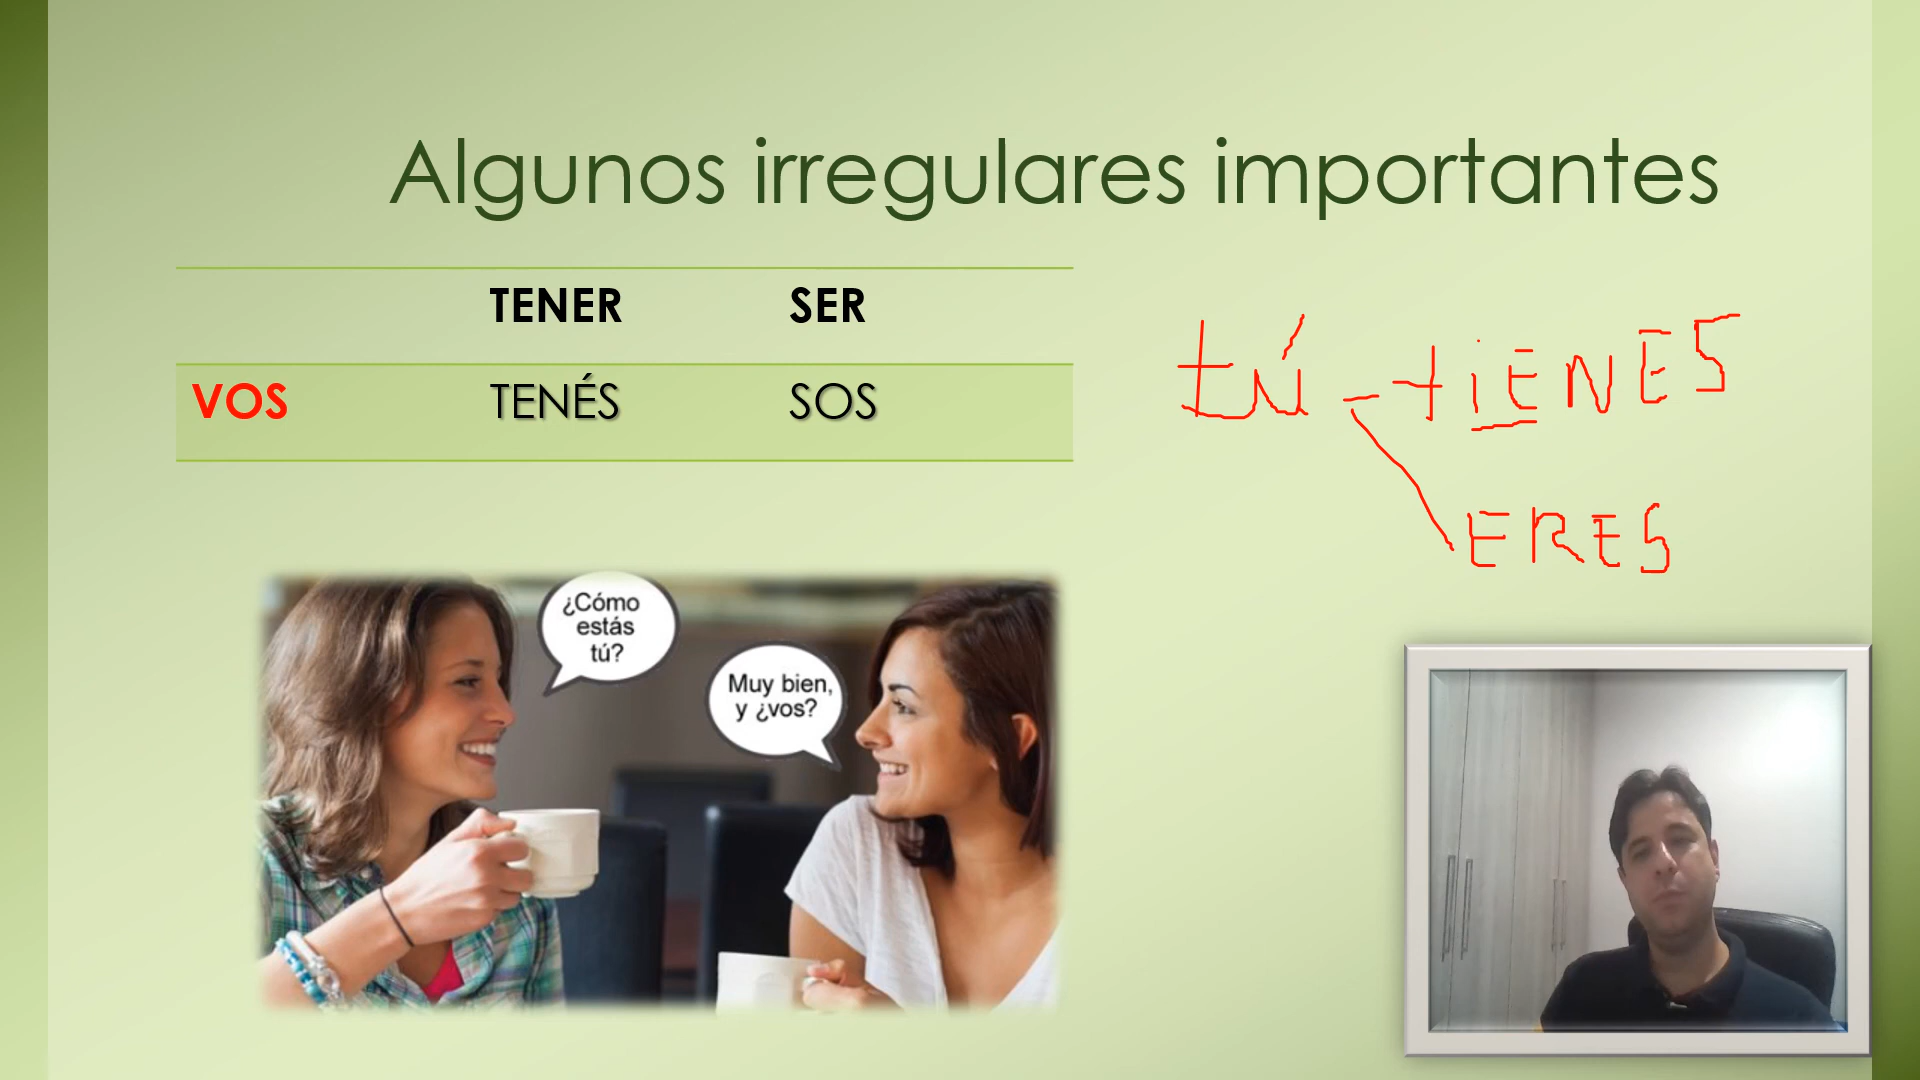 Algunos irregulares importantes
TENER SER
VOS TENÉS SOS
tú - tiENES
ERES
¿Cómo
estás
tú?
Muy bien,
y ¿vos?